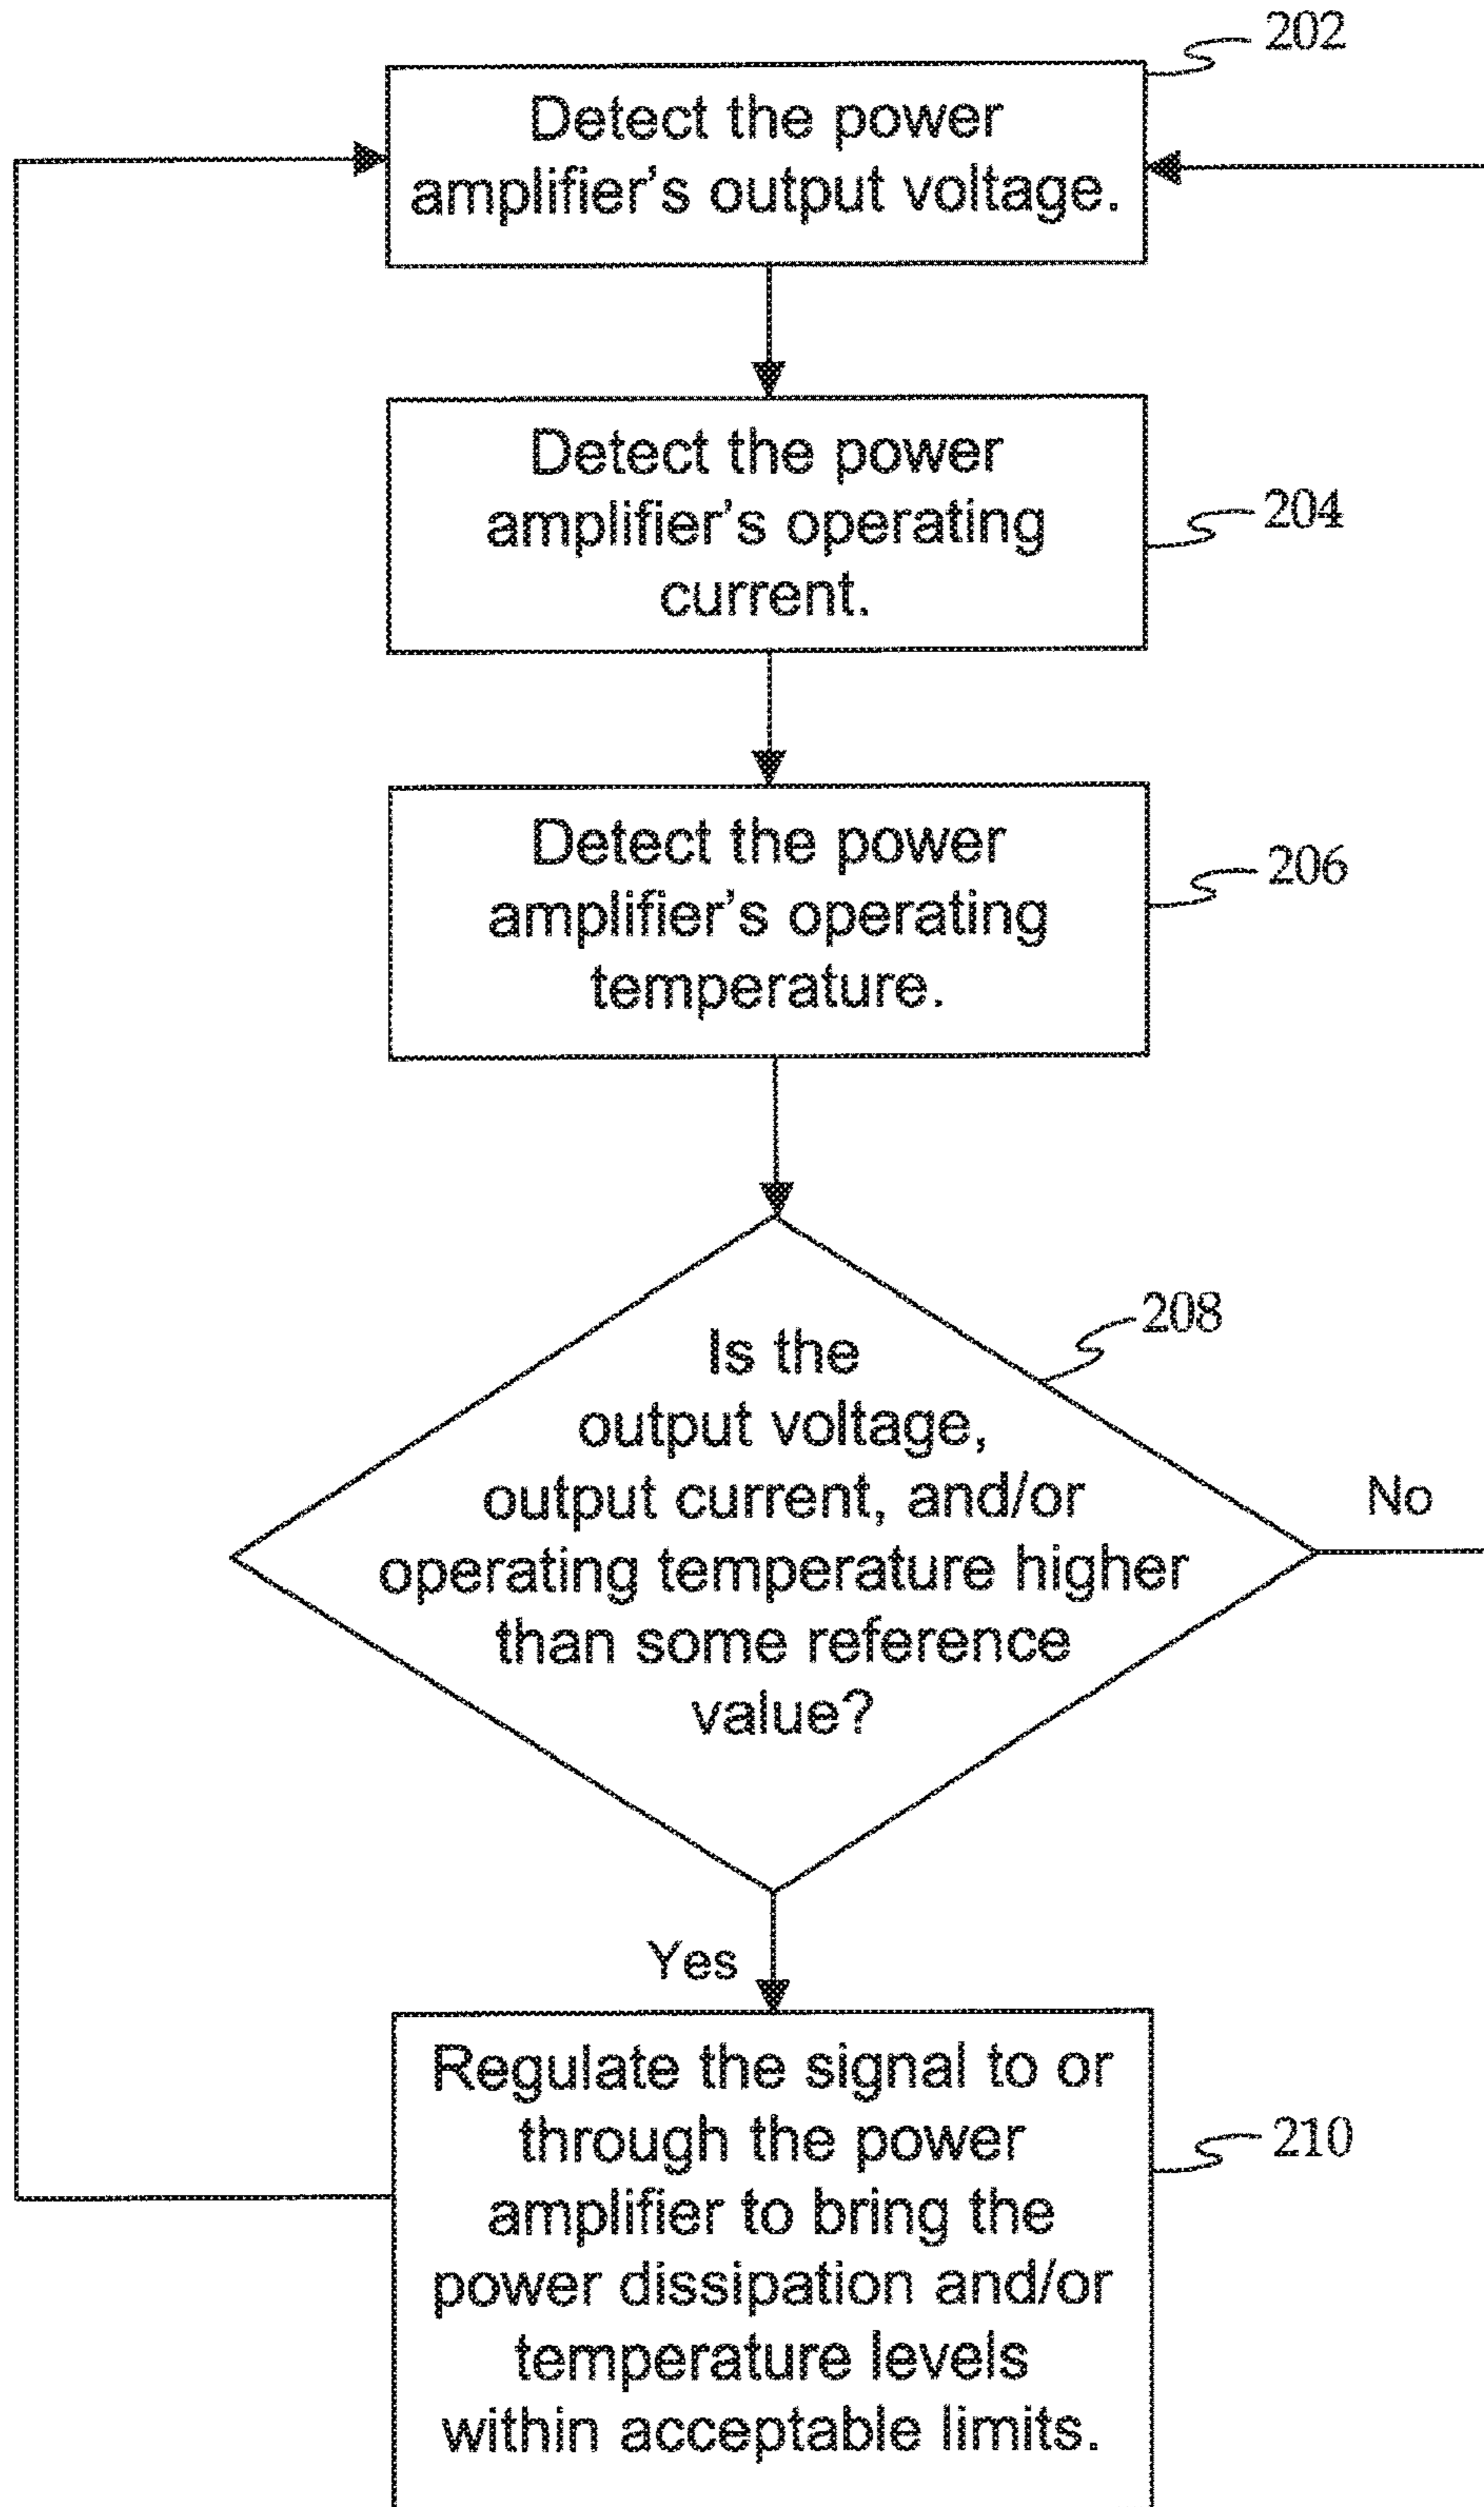 202
Detect the power
amplifier's output voltage.
Detect the power
amplifier's operating
current.
204
Detect the power
amplifier's operating
temperature.
206
Is the
output voltage,
output current, and/or
operating temperature higher
than some reference
value?
208
No
Yes
Regulate the signal to or
through the power
amplifier to bring the
power dissipation and/or
temperature levels
within acceptable limits.
210